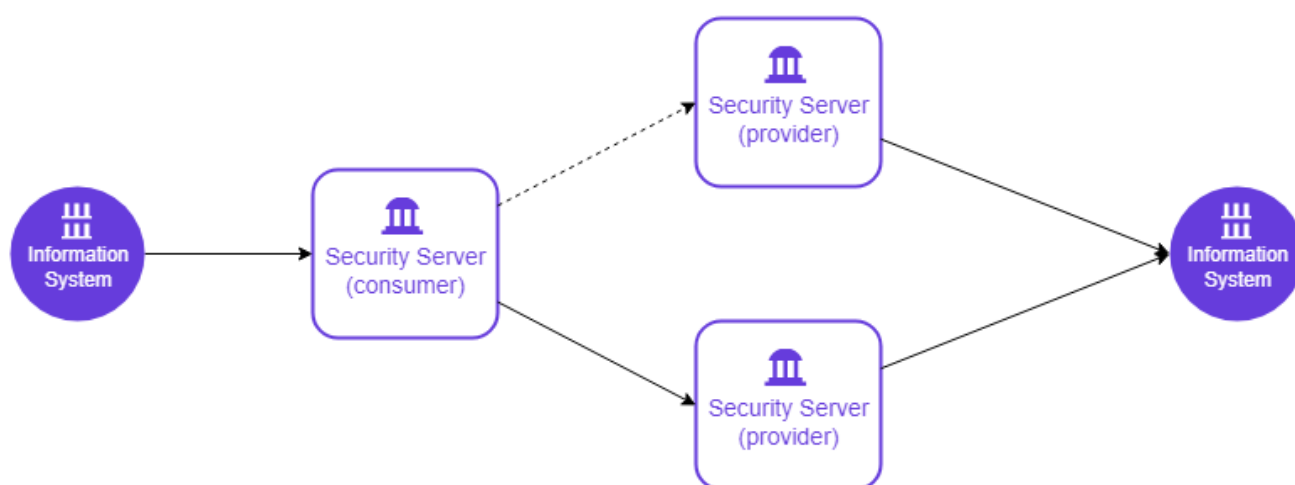 Information
System
Security Server
(consumer)
Security Server
(provider)
Security Server
(provider)
Information
System